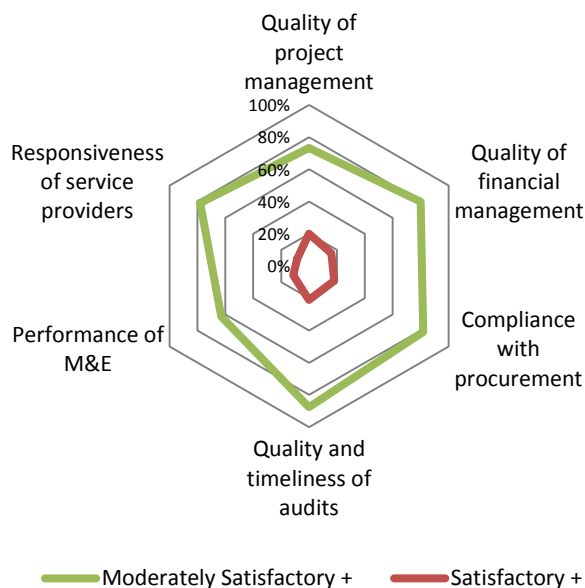 Quality of
project
management
100%
80%
60%
40%
20%
0%
Quality of
financial
management
Compliance with
procurement
Quality and
timeliness of
audits
Performance of
M&E
Responsiveness
of service
providers
Moderately Satisfactory +
Satisfactory +